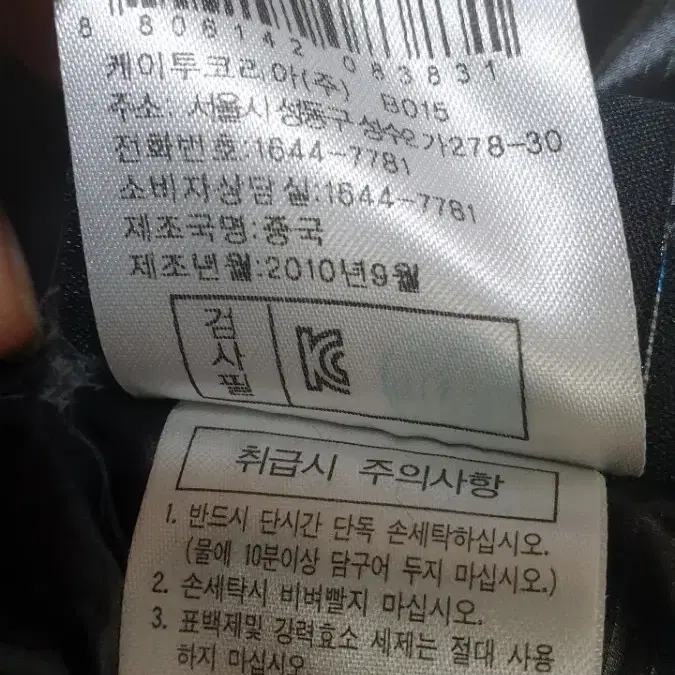 8 806142 083831
케이투코리아(주) B015
주소: 서울시 성동구 성수2가278-30
전화번호:1644-7781
소비자상담실:1644-7781
제조국명:중국
제조년월:2010년9월
검사필
KC
취급시 주의사항
1. 반드시 단시간 단독 손세탁하십시오.
(물에 10분이상 담구어 두지 마십시오.)
2. 손세탁시 비벼빨지 마십시오.
3. 표백제및 강력효소 세제는 절대 사용
하지 마십시오